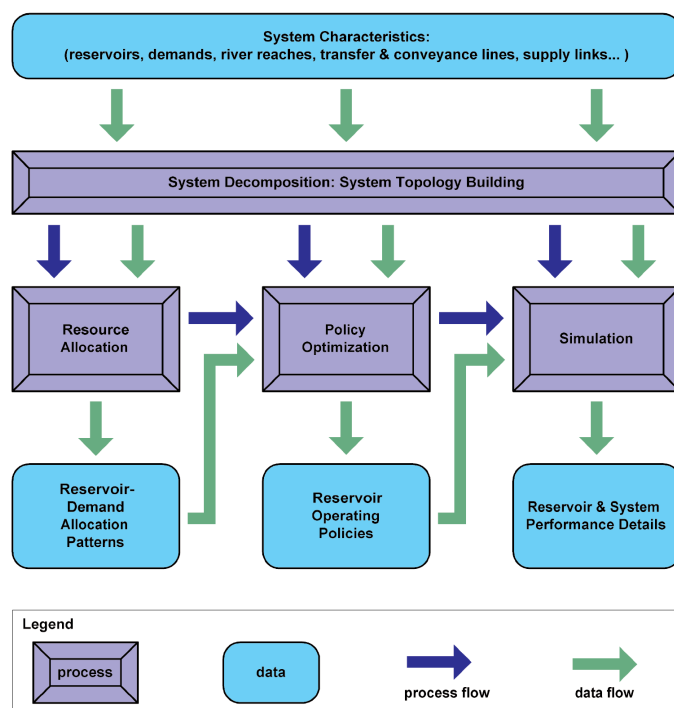 System Characteristics:
(reservoirs, demands, river reaches, transfer & conveyance lines, supply links... )
System Decomposition: System Topology Building
Resource
Allocation
Policy
Optimization
Simulation
Reservoir-
Demand
Allocation
Patterns
Reservoir
Operating
Policies
Reservoir & System
Performance Details
Legend
process
data
process flow
data flow